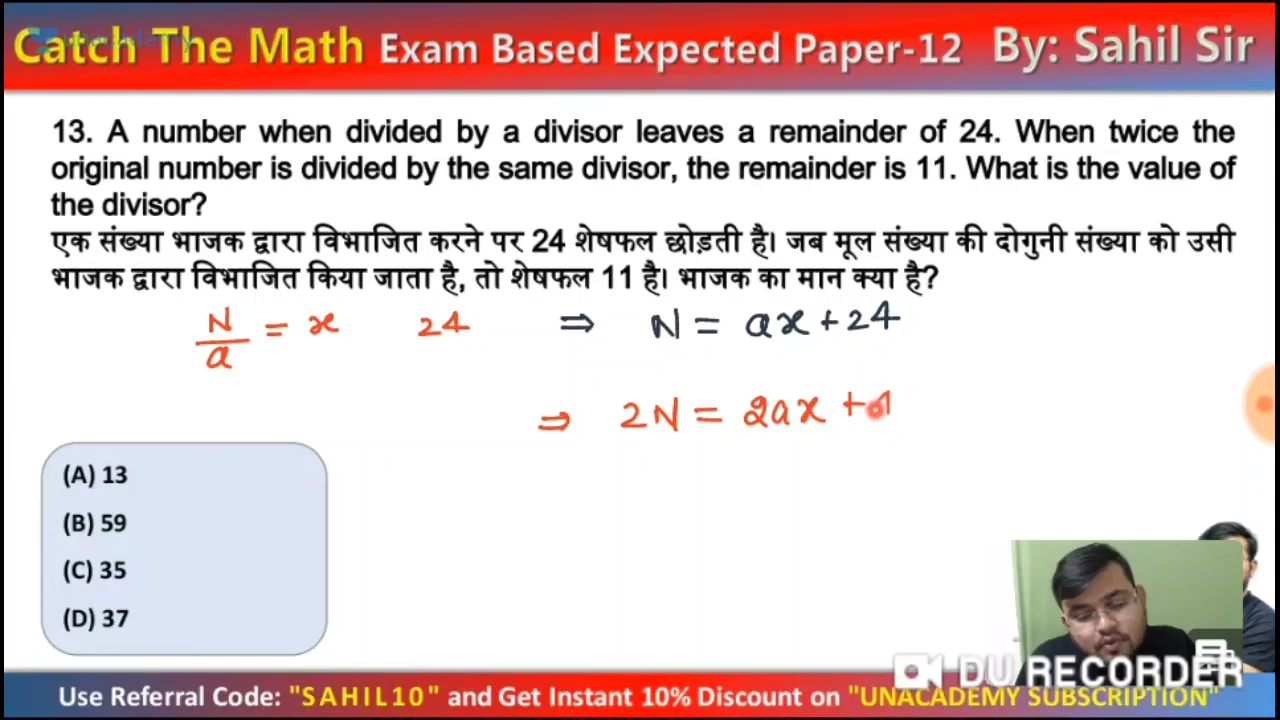 Catch The Math Exam Based Expected Paper-12 By: Sahil Sir
13. A number when divided by a divisor leaves a remainder of 24. When twice the
original number is divided by the same divisor, the remainder is 11. What is the value of
the divisor?
एक संख्या भाजक द्वारा विभाजित करने पर 24 शेषफल छोड़ती है। जब मूल संख्या की दोगुनी संख्या को उसी
भाजक द्वारा विभाजित किया जाता है, तो शेषफल 11 है। भाजक का मान क्या है?
N/a = x 24 ⇒ N = ax + 24
⇒ 2N = 2ax +
(A) 13
(B) 59
(C) 35
(D) 37
DU RECORDER
Use Referral Code: "SAHIL10" and Get Instant 10% Discount on "UNACADEMY SUBSCRIPTION"